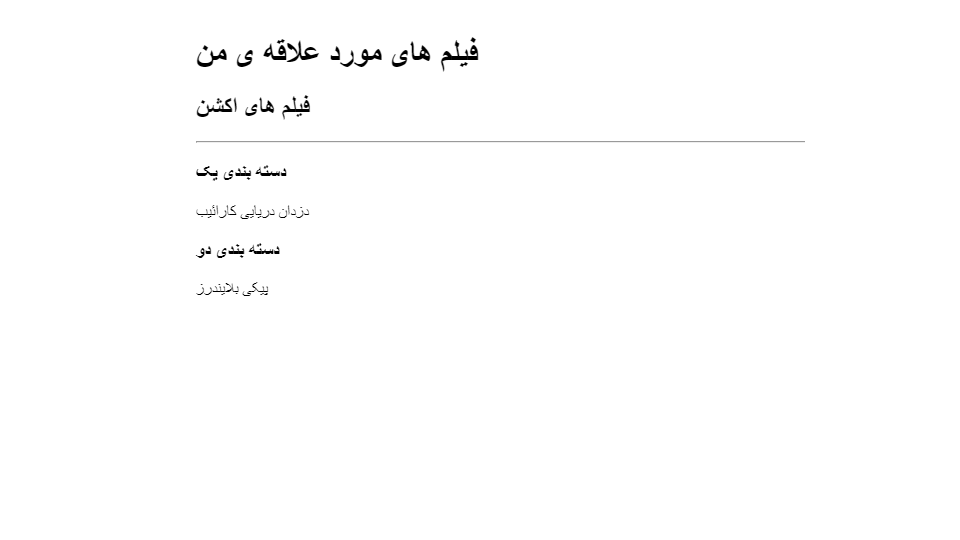 فیلم های مورد علاقه ی من
فیلم های اکشن
دسته بندی یک
دزدان دریایی کارائیب
دسته بندی دو
پیکی بلایندرز